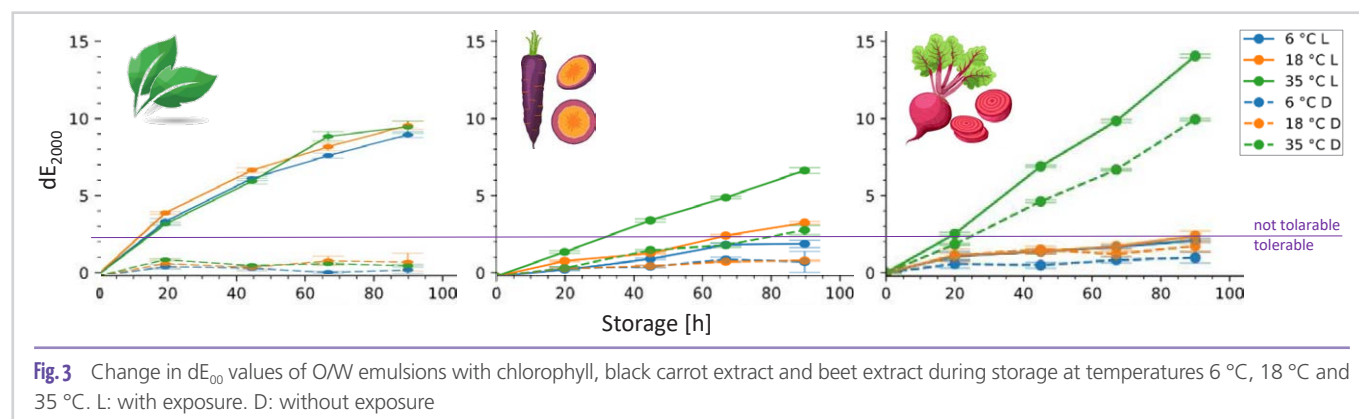 15
10
5
0
0
20
40
60
80
100
15
10
5
0
0
20
40
60
80
100
15
10
5
0
0
20
40
60
80
100
dE2000
6 °C L
18 °C L
35 °C L
6 °C D
18 °C D
35 °C D
not tolarable
tolerable
Storage [h]
Fig. 3 Change in dE00 values of O/W emulsions with chlorophyll, black carrot extract and beet extract during storage at temperatures 6 °C, 18 °C and
35 °C. L: with exposure. D: without exposure